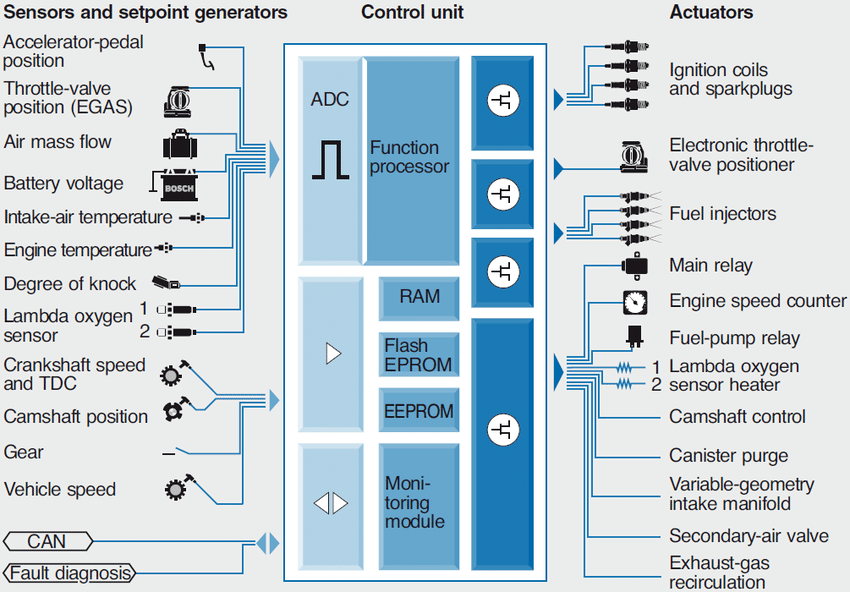 Sensors and setpoint generators
Control unit
Actuators
Accelerator-pedal
position
Throttle-valve
position (EGAS)
Air mass flow
Battery voltage
BOSCH
Intake-air temperature
Engine temperature
Degree of knock
Lambda oxygen
sensor
1
2
Crankshaft speed
and TDC
Camshaft position
Gear
Vehicle speed
CAN
Fault diagnosis
ADC
Function
processor
RAM
Flash
EPROM
EEPROM
Moni-
toring
module
Ignition coils
and sparkplugs
Electronic throttle-
valve positioner
Fuel injectors
Main relay
Engine speed counter
Fuel-pump relay
1 Lambda oxygen
2 sensor heater
Camshaft control
Canister purge
Variable-geometry
intake manifold
Secondary-air valve
Exhaust-gas
recirculation